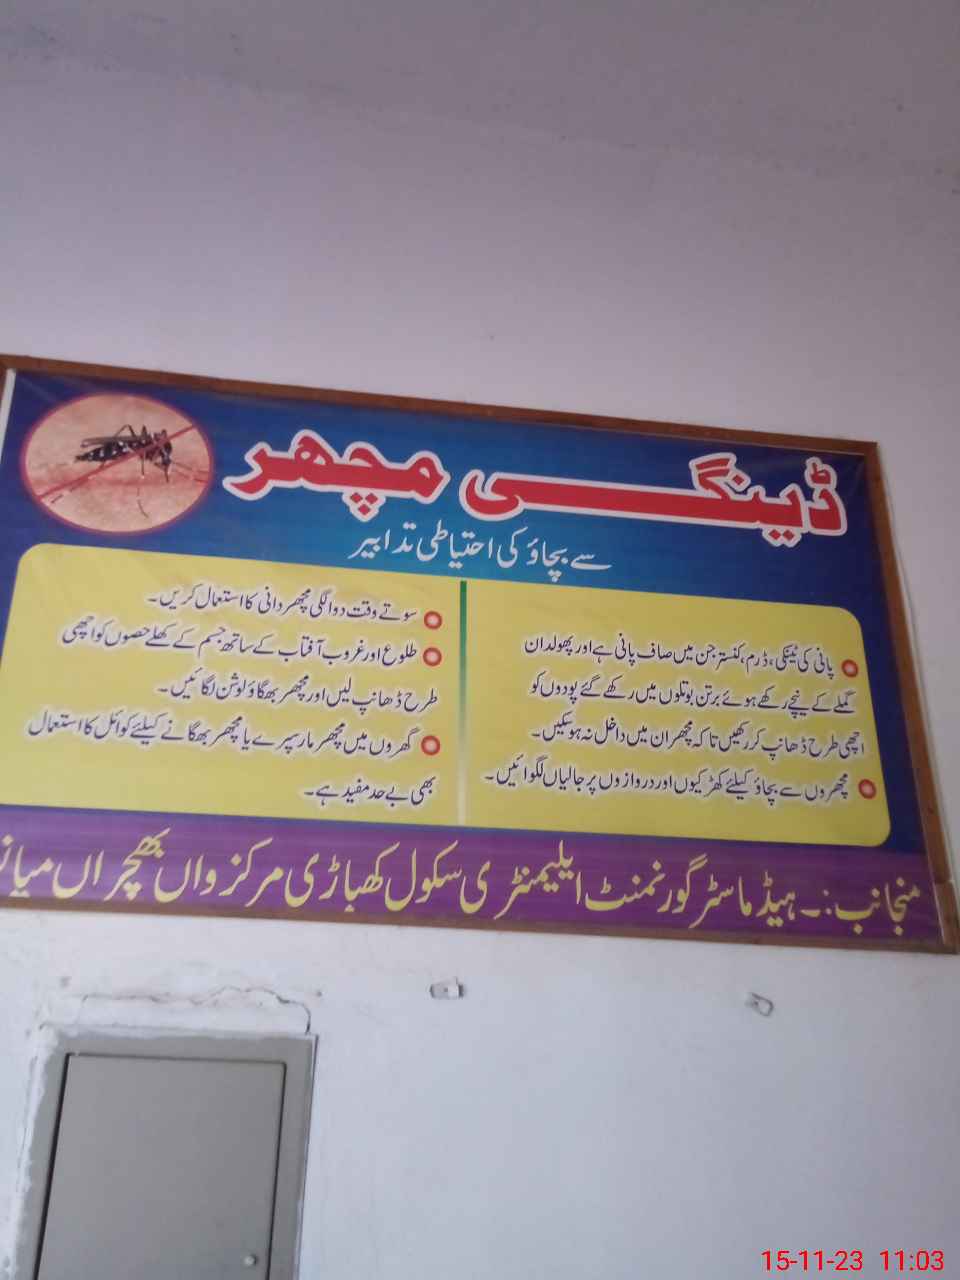 ڈینگی مچھر
سے بچاؤ کی احتیاطی تدابیر
پانی کی ٹینکی، ڈرم، کنستر جن میں صاف پانی ہے اور پھولدان
گملے کے نیچے رکھے ہوئے برتن بوتلوں میں رکھے گئے پودوں کو
اچھی طرح ڈھانپ کر رکھیں تاکہ مچھر ان میں داخل نہ ہو سکیں۔
مچھروں سے بچاؤ کیلئے کھڑکیوں اور دروازوں پر جالیاں لگوائیں۔
سوتے وقت دوا لگی مچھر دانی کا استعمال کریں۔
طلوع اور غروب آفتاب کے ساتھ جسم کے کھلے حصوں کو اچھی
طرح ڈھانپ لیں اور مچھر بھگاؤ لوشن لگائیں۔
گھروں میں مچھر مار سپرے یا مچھر بھگانے کیلئے کوائل کا استعمال
بھی بے حد مفید ہے۔
منجانب:۔ ہیڈ ماسٹر گورنمنٹ ایلیمنٹری سکول کھباڑی مرکز واں بھچراں
15-11-23 11:03